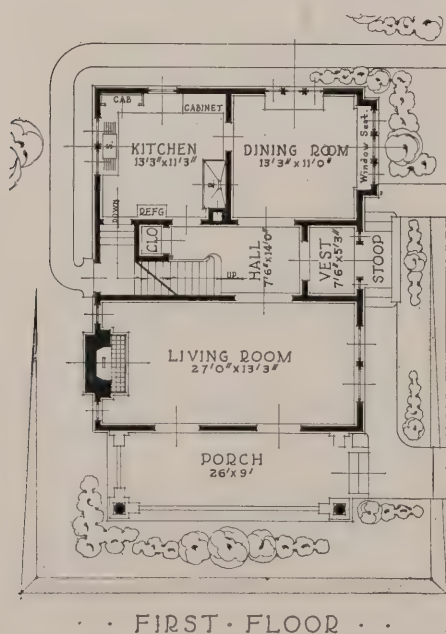 CAB
CABINET
S.
KITCHEN
13'3"x11'3"
R
DINING ROOM
13'3"x11'0"
Window Seat
REFG
DOWN
CLO
UP
HALL
7'6"x14'0"
VEST
7'6"x5'3"
STOOP
LIVING ROOM
27'0"x13'3"
PORCH
26'x9'
· · FIRST · FLOOR · ·